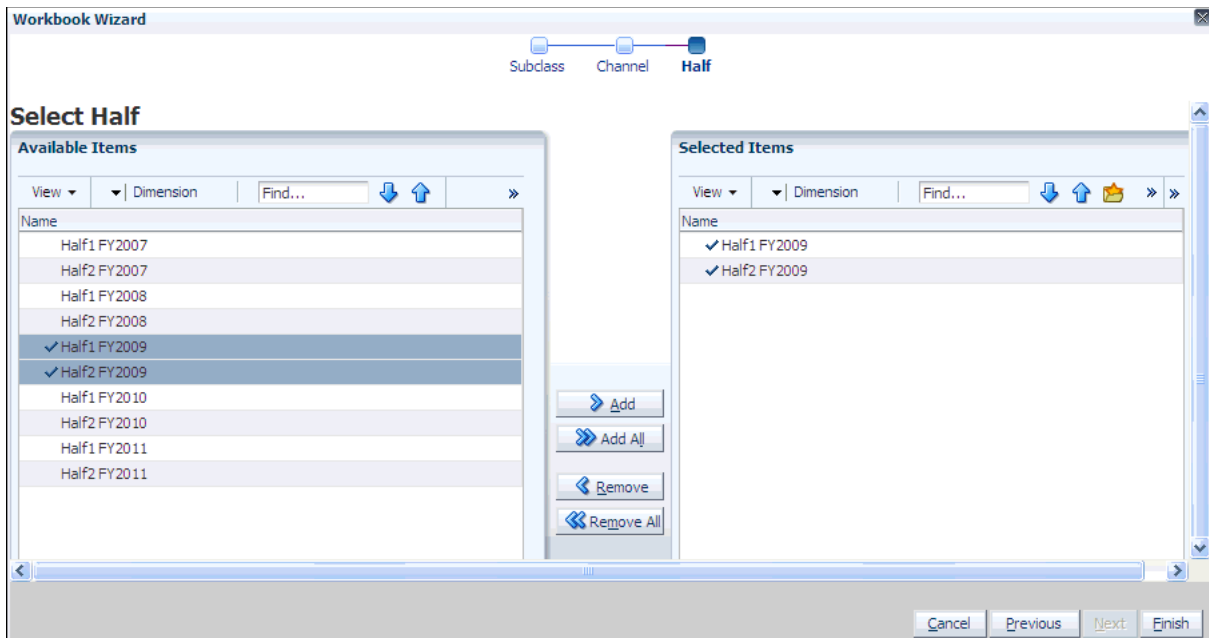 Workbook Wizard
Subclass Channel Half
Select Half
Available Items
View Dimension Find... »
Name
Half1 FY2007
Half2 FY2007
Half1 FY2008
Half2 FY2008
Half1 FY2009
Half2 FY2009
Half1 FY2010
Half2 FY2010
Half1 FY2011
Half2 FY2011
Add
Add All
Remove
Remove All
Selected Items
View Dimension Find... » »
Name
Half1 FY2009
Half2 FY2009
Cancel Previous Next Finish